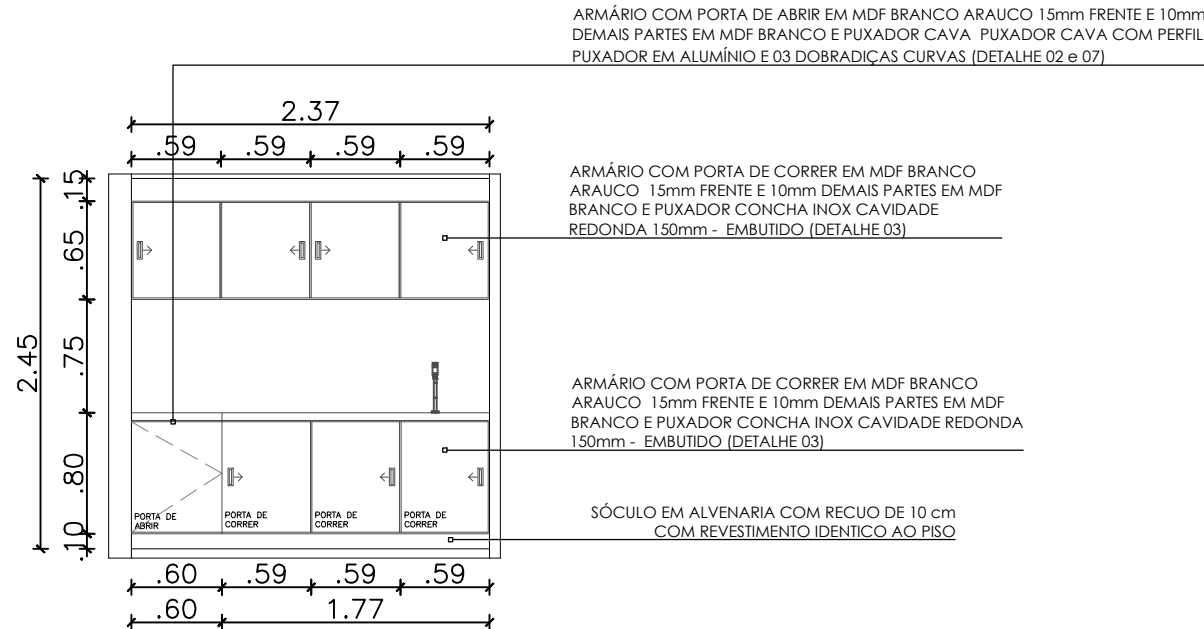 ARMÁRIO COM PORTA DE ABRIR EM MDF BRANCO ARAUCO 15mm FRENTE E 10mm
DEMAIS PARTES EM MDF BRANCO E PUXADOR CAVA PUXADOR CAVA COM PERFIL
PUXADOR EM ALUMÍNIO E 03 DOBRADIÇAS CURVAS (DETALHE 02 e 07)
2.37
.59 .59 .59 .59
ARMÁRIO COM PORTA DE CORRER EM MDF BRANCO
ARAUCO 15mm FRENTE E 10mm DEMAIS PARTES EM MDF
BRANCO E PUXADOR CONCHA INOX CAVIDADE
REDONDA 150mm - EMBUTIDO (DETALHE 03)
2.45
.15
.65
.75
.80
.10
ARMÁRIO COM PORTA DE CORRER EM MDF BRANCO
ARAUCO 15mm FRENTE E 10mm DEMAIS PARTES EM MDF
BRANCO E PUXADOR CONCHA INOX CAVIDADE REDONDA
150mm - EMBUTIDO (DETALHE 03)
PORTA DE
ABRIR
PORTA DE
CORRER
PORTA DE
CORRER
PORTA DE
CORRER
SÓCULO EM ALVENARIA COM RECUO DE 10 cm
COM REVESTIMENTO IDENTICO AO PISO
.60 .59 .59 .59
.60 1.77